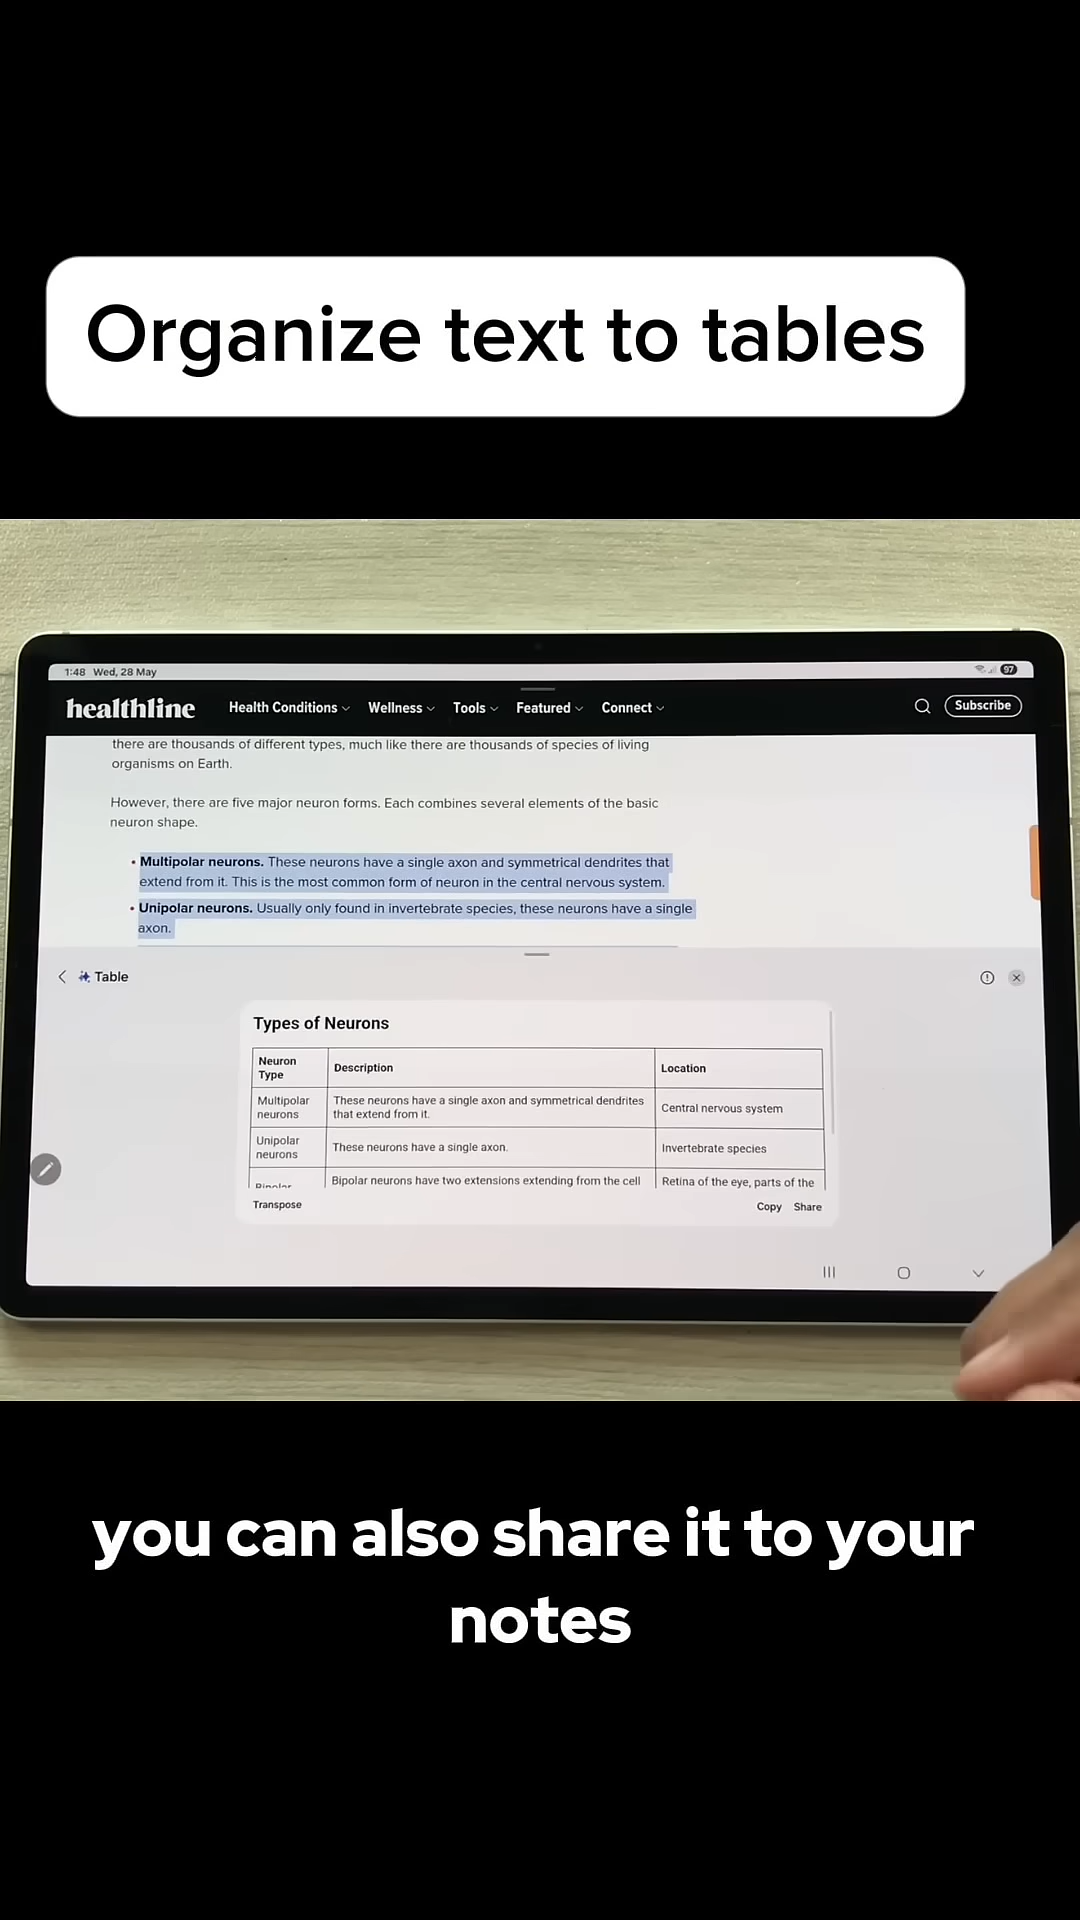 Organize text to tables
1:48 Wed, 28 May
97
healthline
Health Conditions
Wellness
Tools
Featured
Connect
Subscribe
there are thousands of different types, much like there are thousands of species of living
organisms on Earth.
However, there are five major neuron forms. Each combines several elements of the basic
neuron shape.
• Multipolar neurons. These neurons have a single axon and symmetrical dendrites that
extend from it. This is the most common form of neuron in the central nervous system.
• Unipolar neurons. Usually only found in invertebrate species, these neurons have a single
axon.
Table
Types of Neurons
Neuron
Type
Description
Location
Multipolar
neurons
These neurons have a single axon and symmetrical dendrites
that extend from it.
Central nervous system
Unipolar
neurons
These neurons have a single axon.
Invertebrate species
Bipolar
Bipolar neurons have two extensions extending from the cell
Retina of the eye, parts of the
Transpose
Copy
Share
you can also share it to your
notes